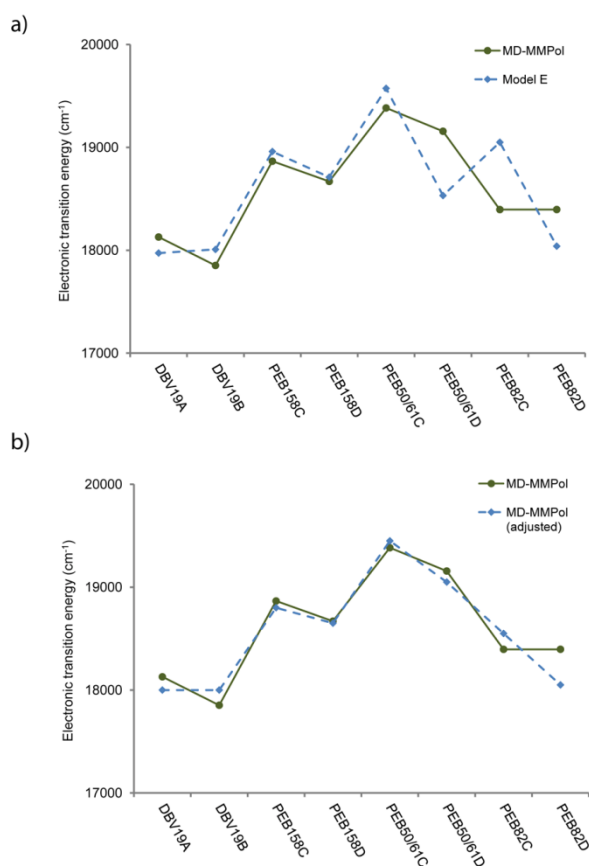 a)
20000
19000
18000
17000
Electronic transition energy (cm⁻¹)
MD-MMPol
Model E
DBV19A
DBV19B
PEB158C
PEB158D
PEB50/61C
PEB50/61D
PEB82C
PEB82D
b)
20000
19000
18000
17000
Electronic transition energy (cm⁻¹)
MD-MMPol
MD-MMPol
(adjusted)
DBV19A
DBV19B
PEB158C
PEB158D
PEB50/61C
PEB50/61D
PEB82C
PEB82D